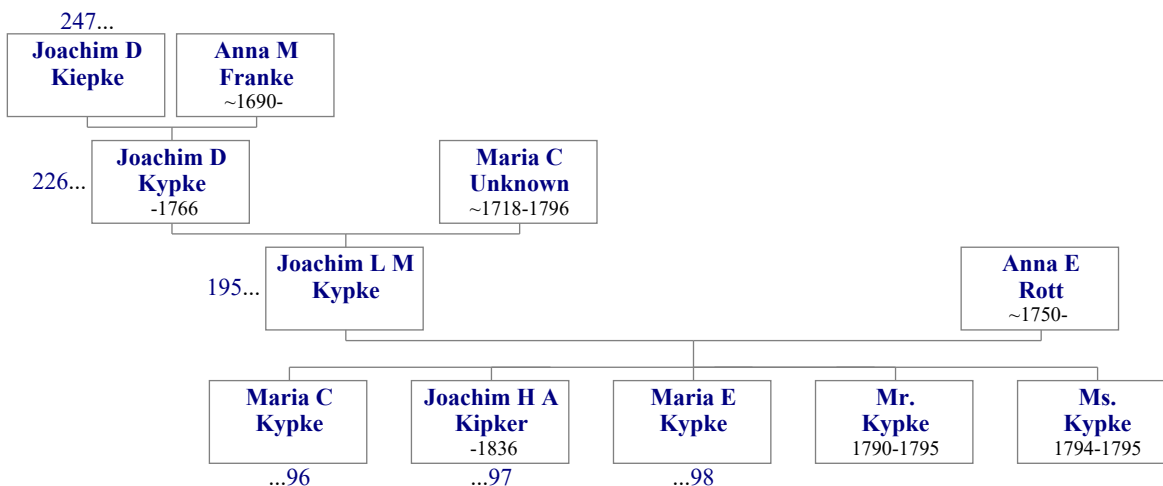 247...
Joachim D
Kiepke
Anna M
Franke
~1690-
226...
Joachim D
Kypke
-1766
Maria C
Unknown
~1718-1796
195...
Joachim L M
Kypke
Anna E
Rott
~1750-
Maria C
Kypke
Joachim H A
Kipker
-1836
Maria E
Kypke
Mr.
Kypke
1790-1795
Ms.
Kypke
1794-1795
...96
...97
...98